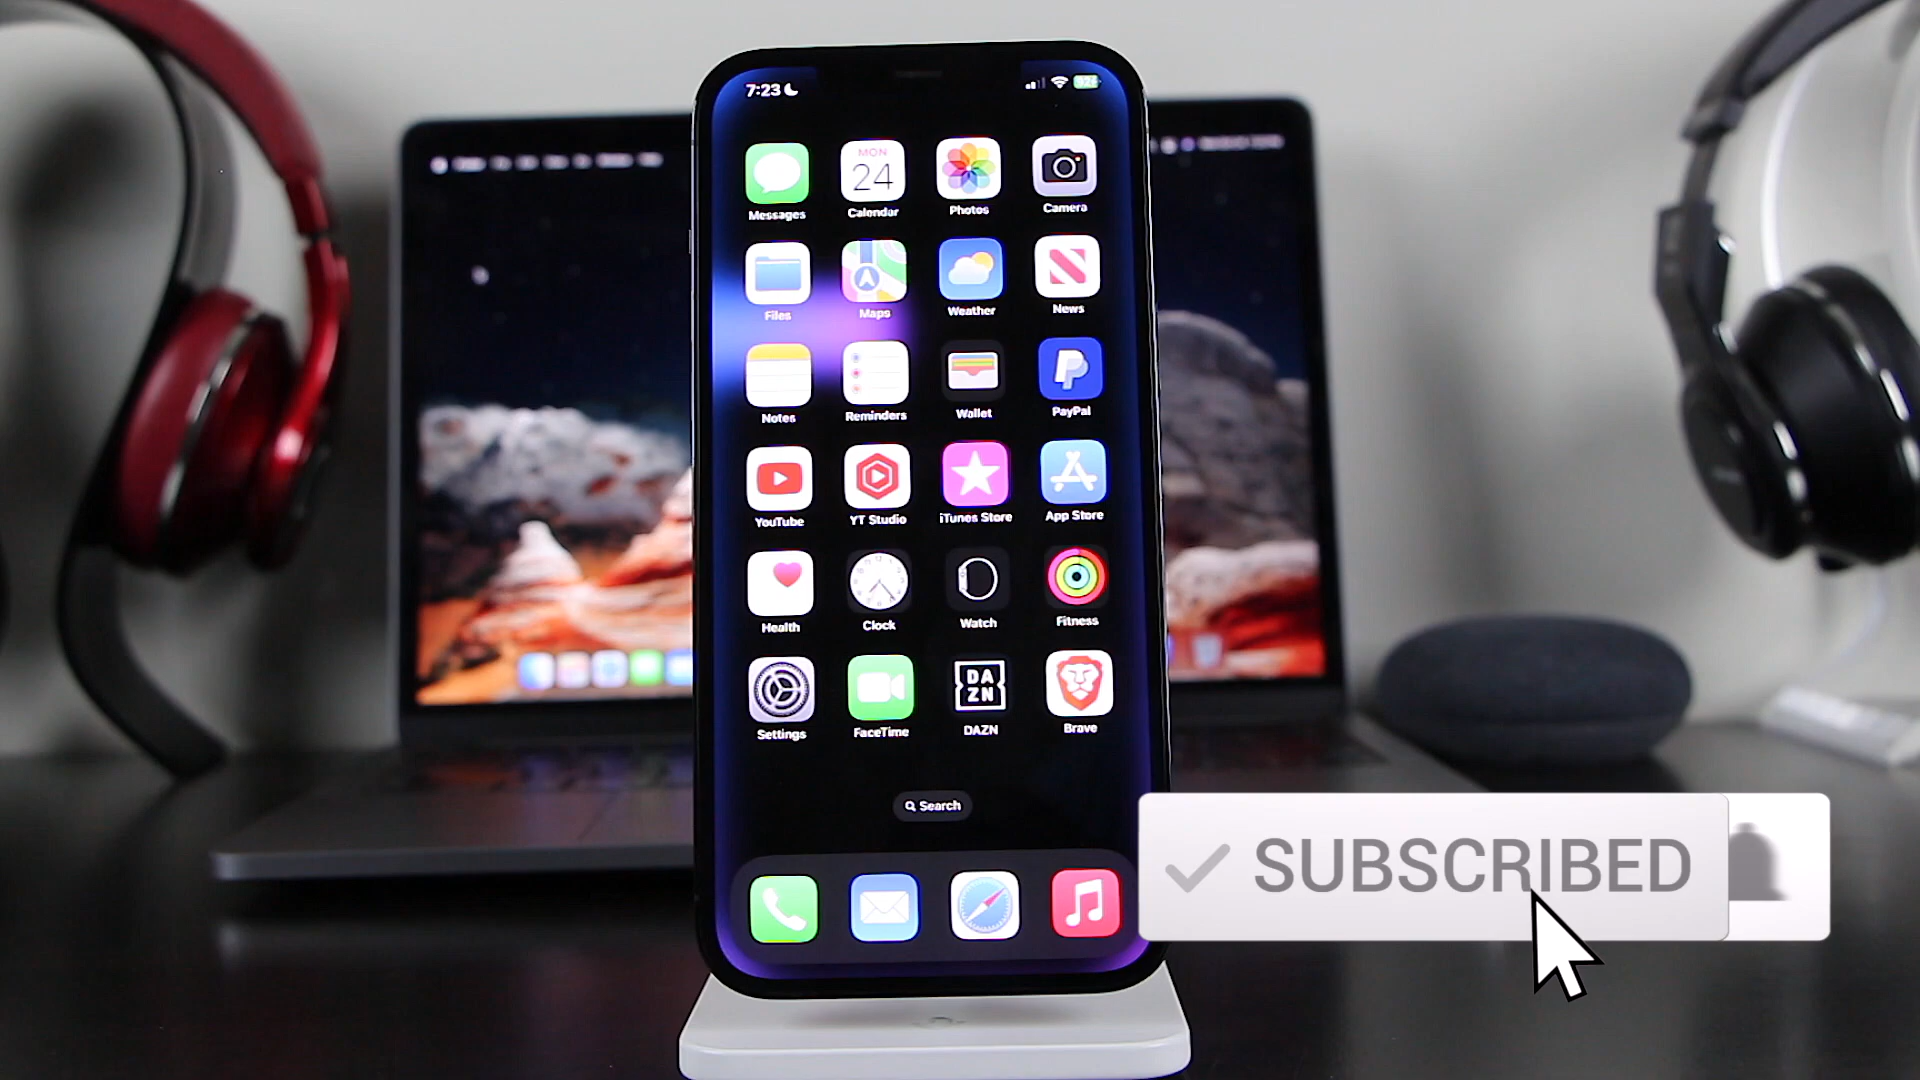 7:23
92
MON
24
Messages Calendar Photos Camera
Files Maps Weather News
Notes Reminders Wallet PayPal
YouTube YT Studio iTunes Store App Store
Health Clock Watch Fitness
DA
ZN
Settings FaceTime DAZN Brave
Search
SUBSCRIBED